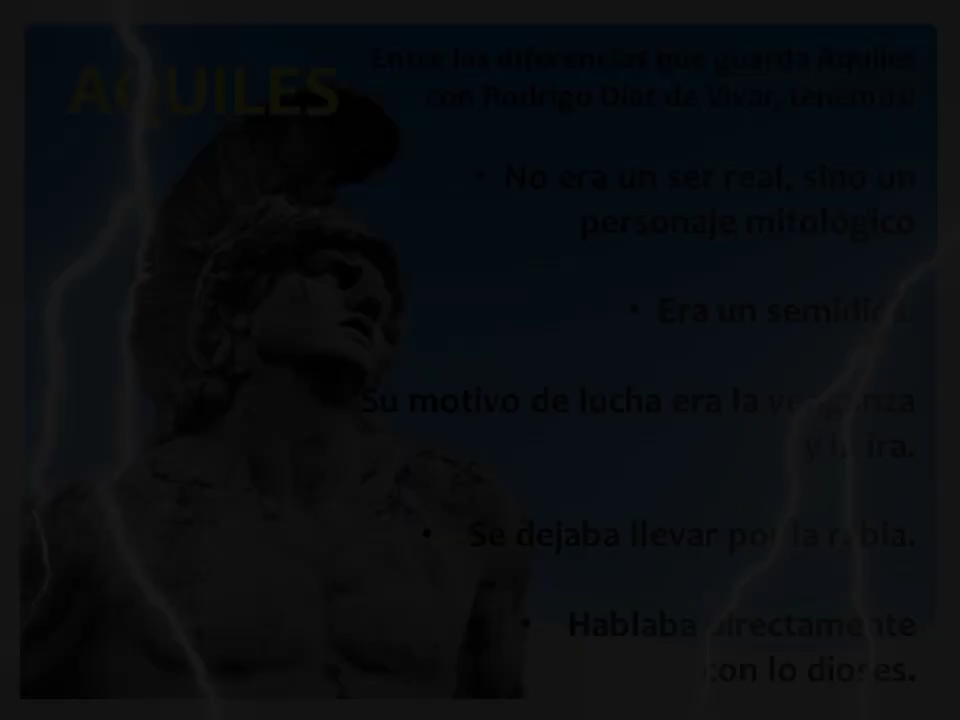 AQUILES
Entre las diferencias que guarda Aquiles
con Rodrigo Díaz de Vivar, tenemos:
• No era un ser real, sino un
personaje mitológico
• Era un semidios.
Su motivo de lucha era la venganza
y la ira.
• Se dejaba llevar por la rabia.
• Hablaba directamente
con lo dioses.